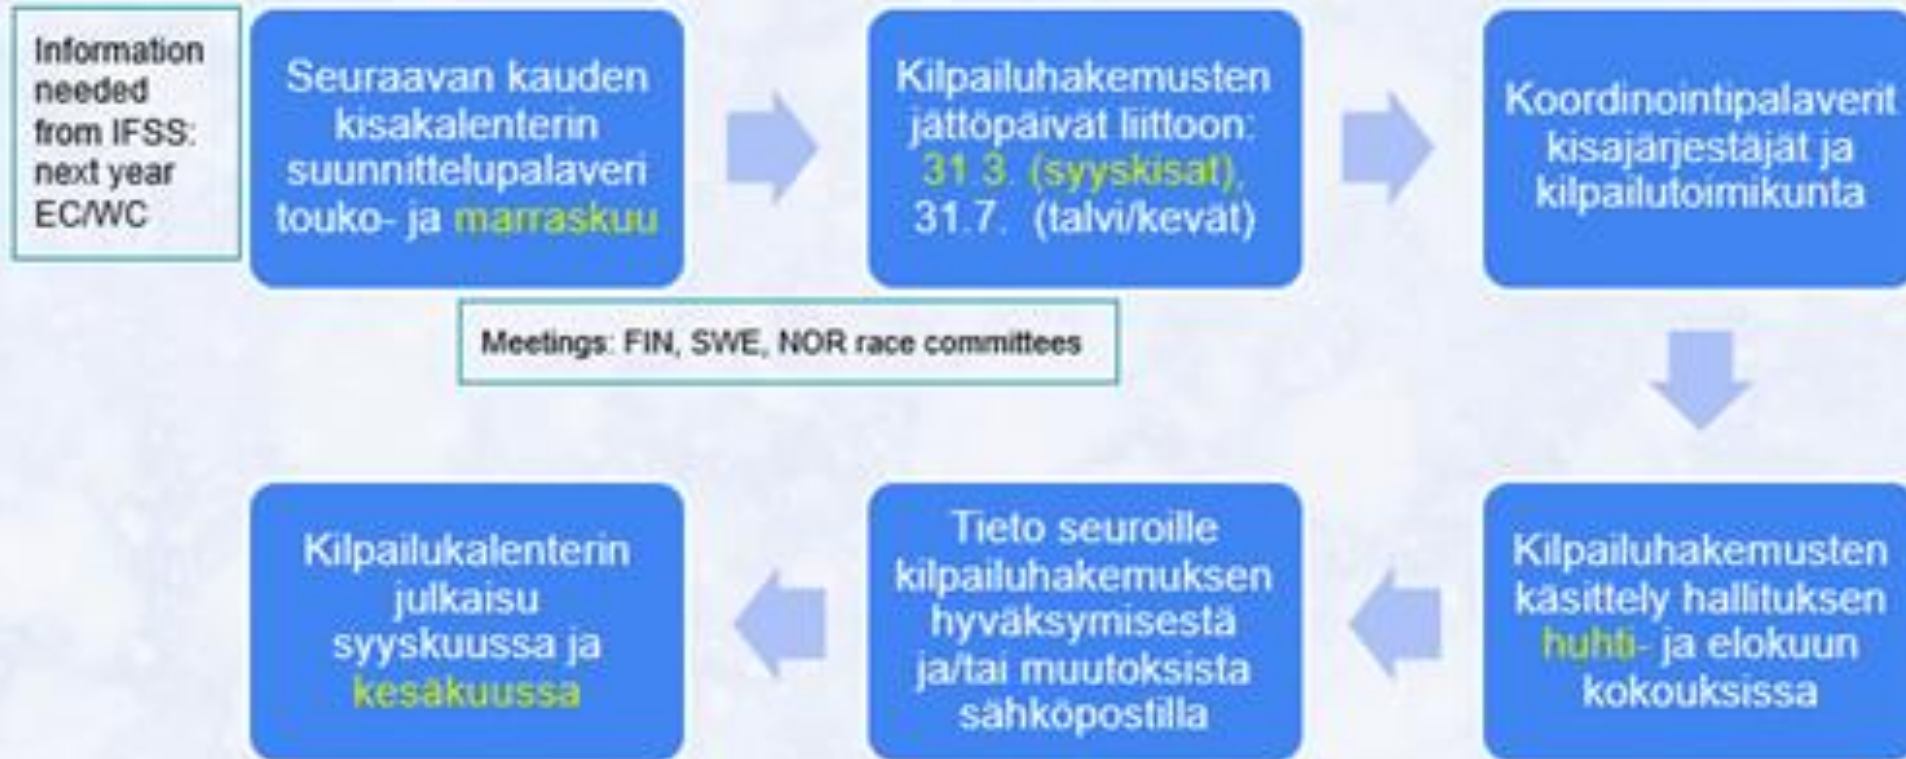 Information
needed
from IFSS:
next year
EC/WC
Seuraavan kauden
kisakalenterin
suunnittelupalaveri
touko- ja marraskuu
Kilpailuhakemusten
jättöpäivät liittoon:
31.3. (syyskisat),
31.7. (talvi/kevät)
Koordinointipalaverit
kisajärjestäjät ja
kilpailutoimikunta
Meetings: FIN, SWE, NOR race committees
Kilpailuhakemusten
käsittely hallituksen
huhti- ja elokuun
kokouksissa
Tieto seuroille
kilpailuhakemuksen
hyväksymisestä
ja/tai muutoksista
sähköpostilla
Kilpailukalenterin
julkaisu
syyskuussa ja
kesäkuussa